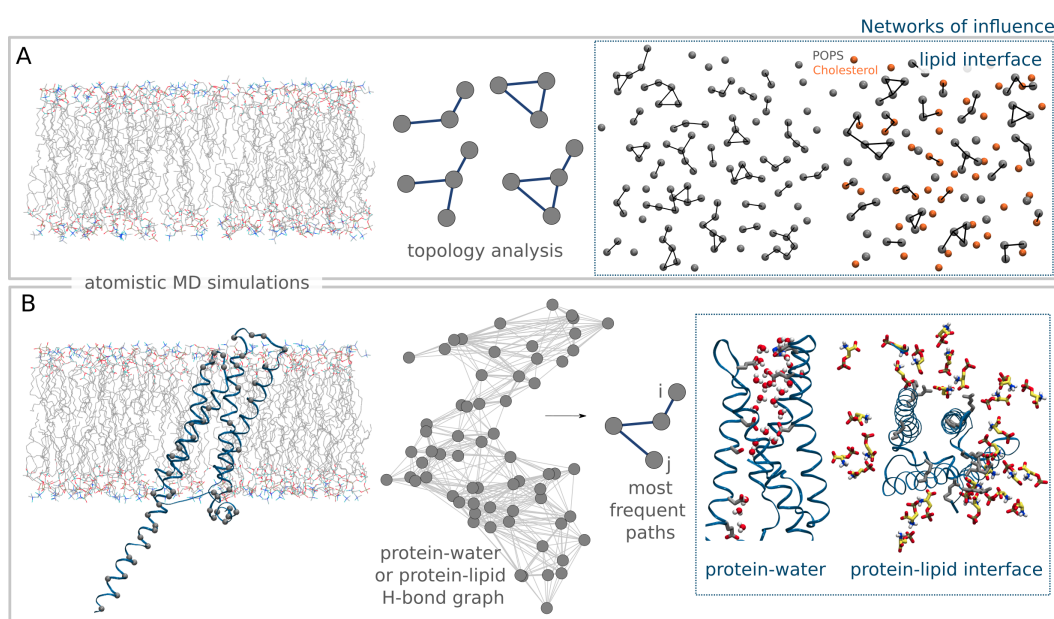 Networks of influence
A
POPS
Cholesterol
lipid interface
topology analysis
atomistic MD simulations
B
i
j
most
frequent
paths
protein-water
or protein-lipid
H-bond graph
protein-water
protein-lipid interface